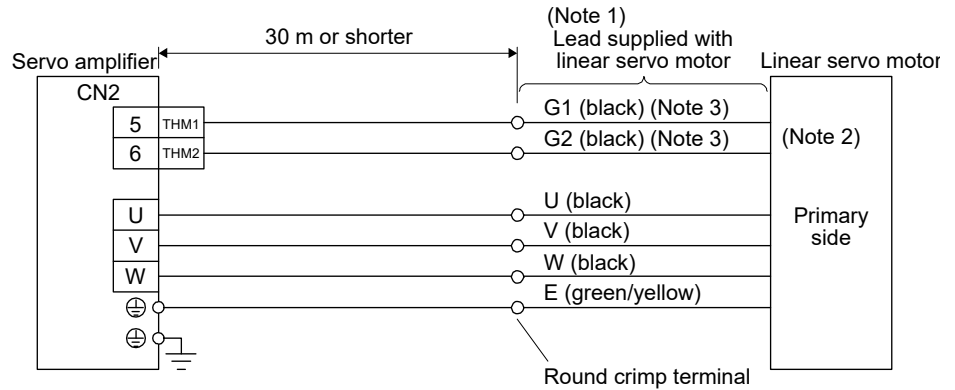 (Note 1)
30 m or shorter
Lead supplied with
linear servo motor
Servo amplifier
Linear servo motor
CN2
5
THM1
G1 (black) (Note 3)
6
THM2
G2 (black) (Note 3)
(Note 2)
U
U (black)
V
V (black)
W
W (black)
Primary
side
E (green/yellow)
Round crimp terminal